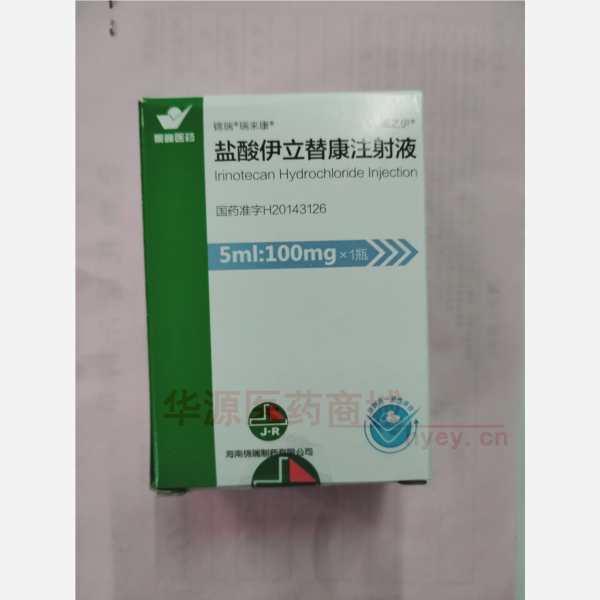 锦瑞®瑞来康®
盐酸伊立替康注射液
Irinotecan Hydrochloride Injection
国药准字H20143126
5ml:100mg×1瓶
华源医药商城
hyey.cn
J·R
海南锦瑞制药有限公司